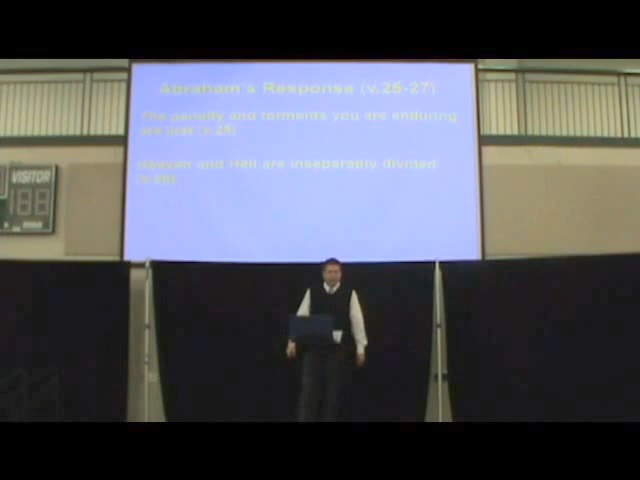 Abraham's Response (v.25-27)
The penalty and torments you are enduring
are just (v.25)
Heaven and Hell are inseparably divided
(v.26)
VISITOR